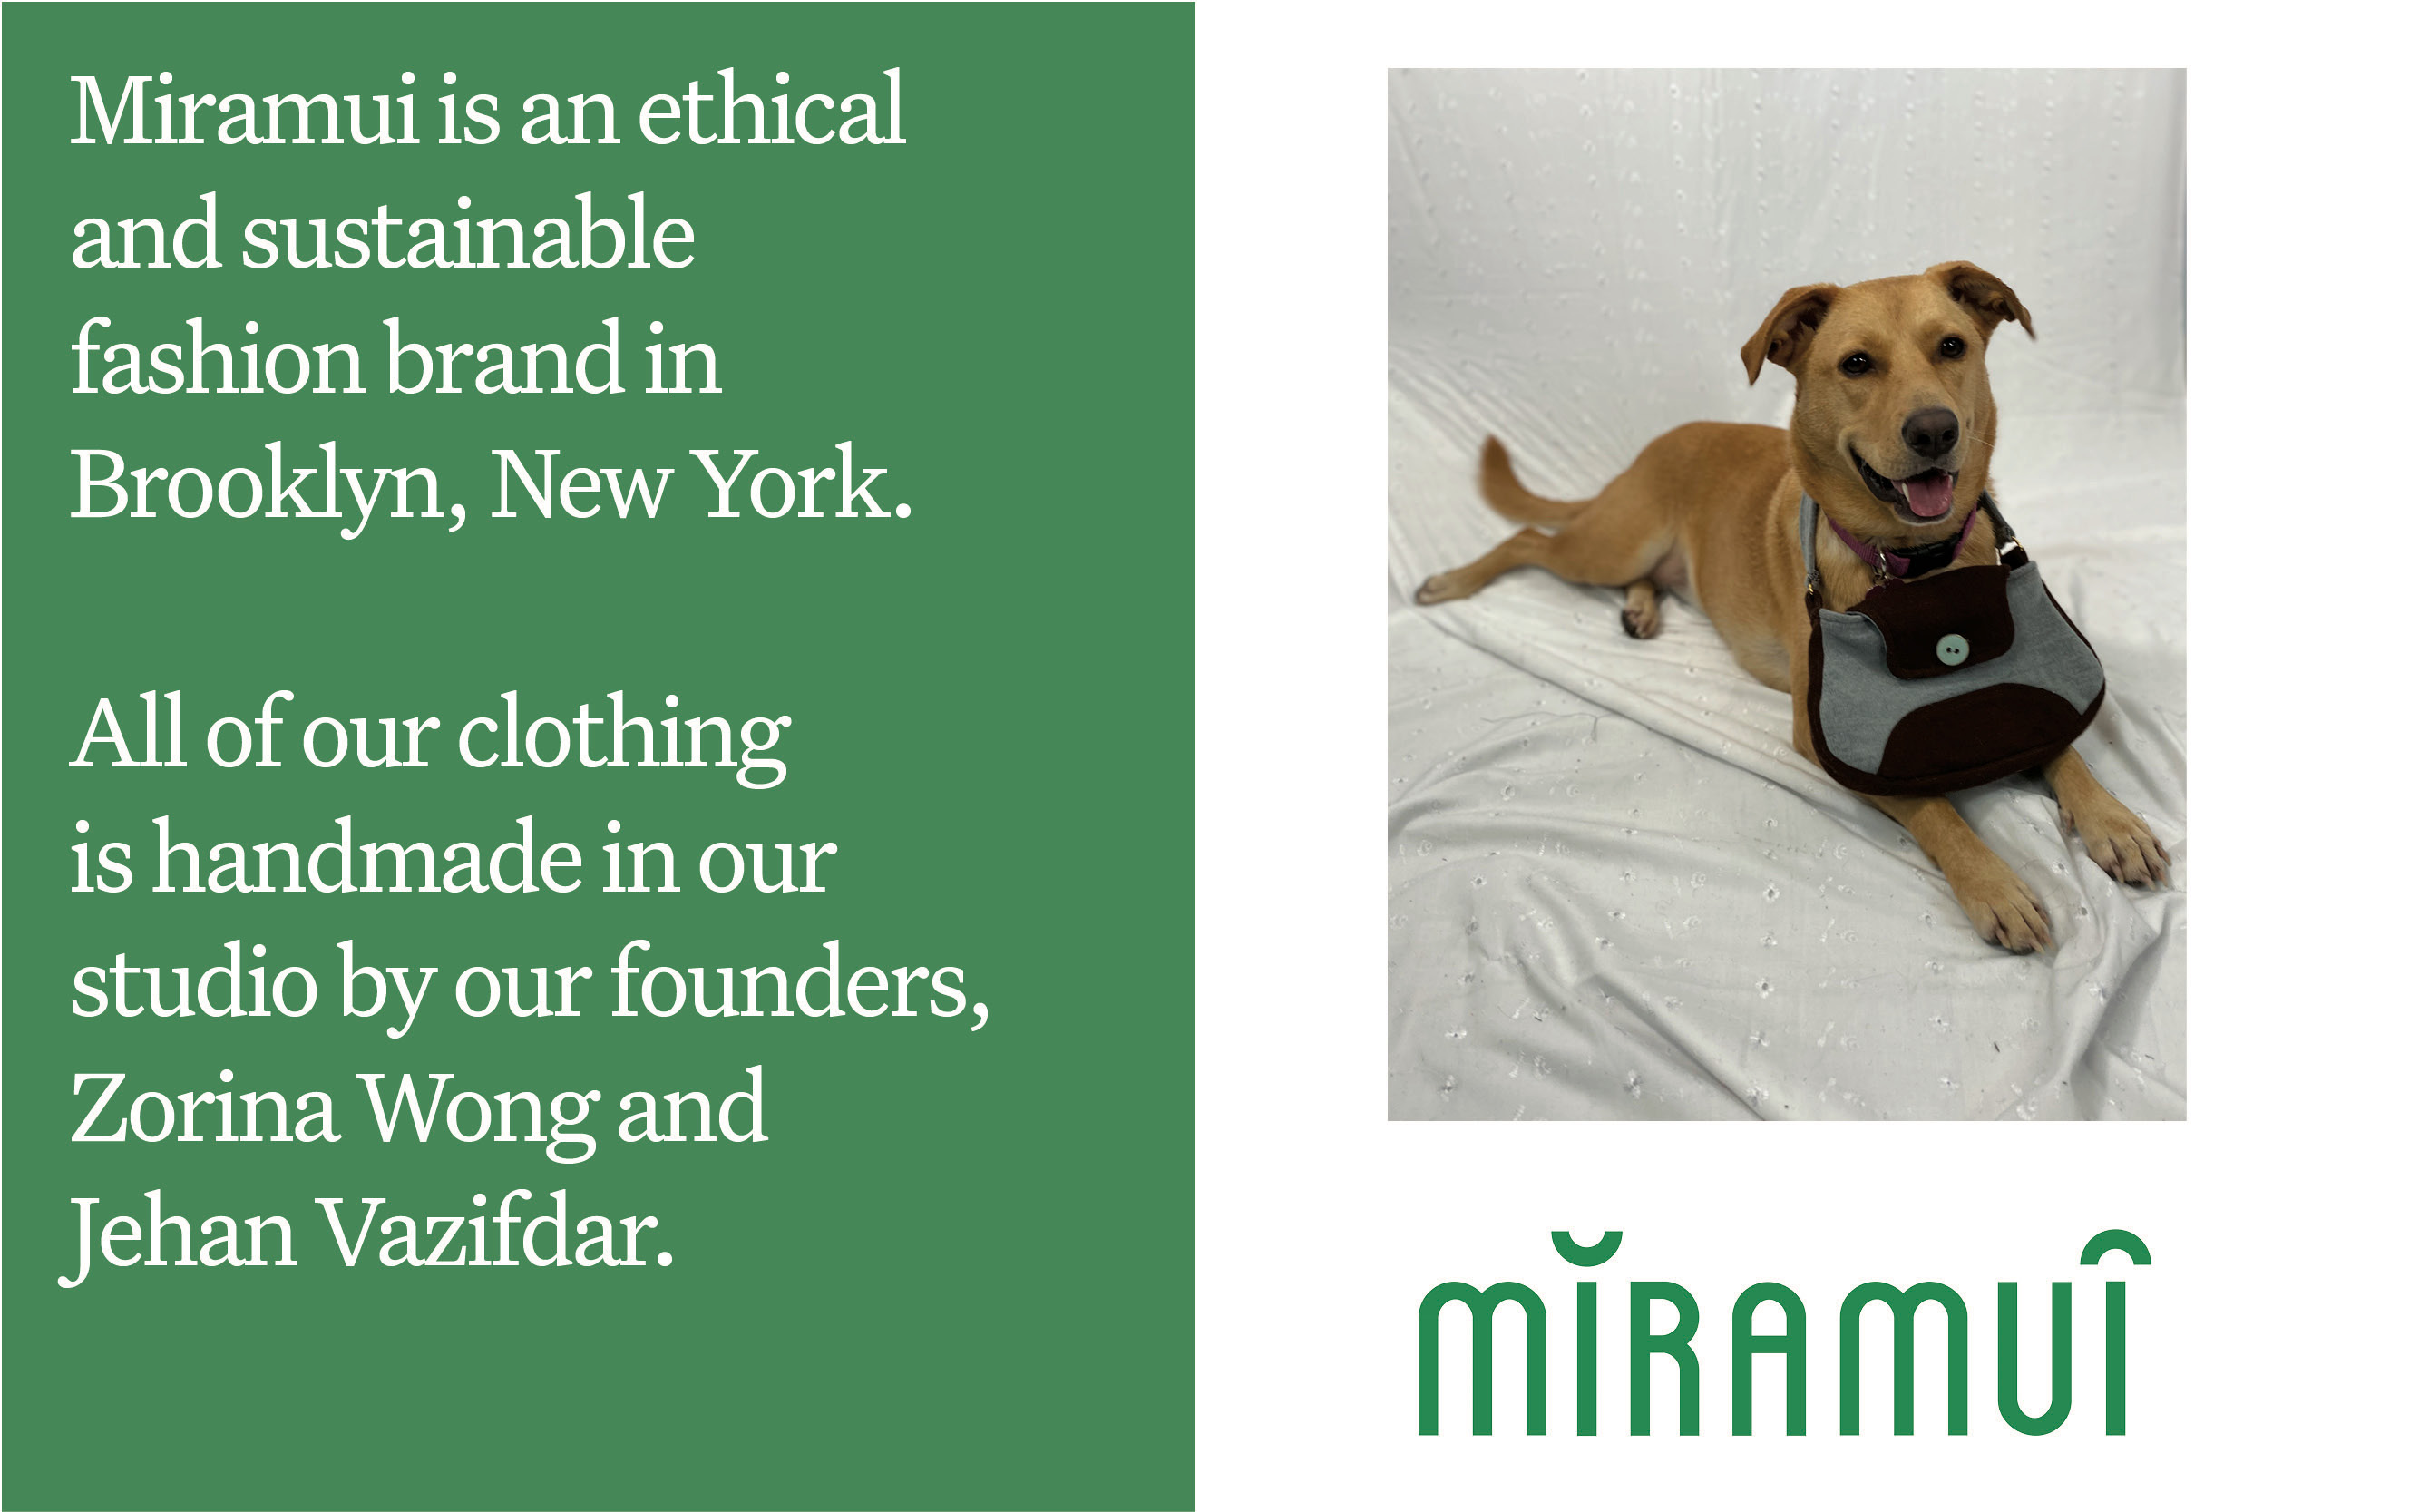 Miramui is an ethical
and sustainable
fashion brand in
Brooklyn, New York.
All of our clothing
is handmade in our
studio by our founders,
Zorina Wong and
Jehan Vazifdar.
MĬRAMUȊ